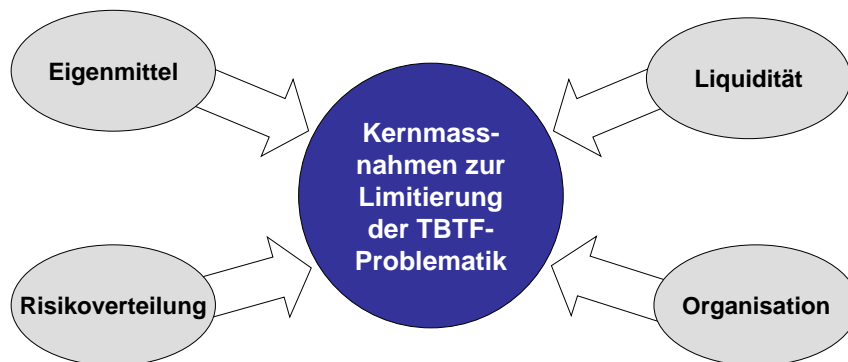 Eigenmittel
Liquidität
Kernmass-
nahmen zur
Limitierung
der TBTF-
Problematik
Risikoverteilung
Organisation